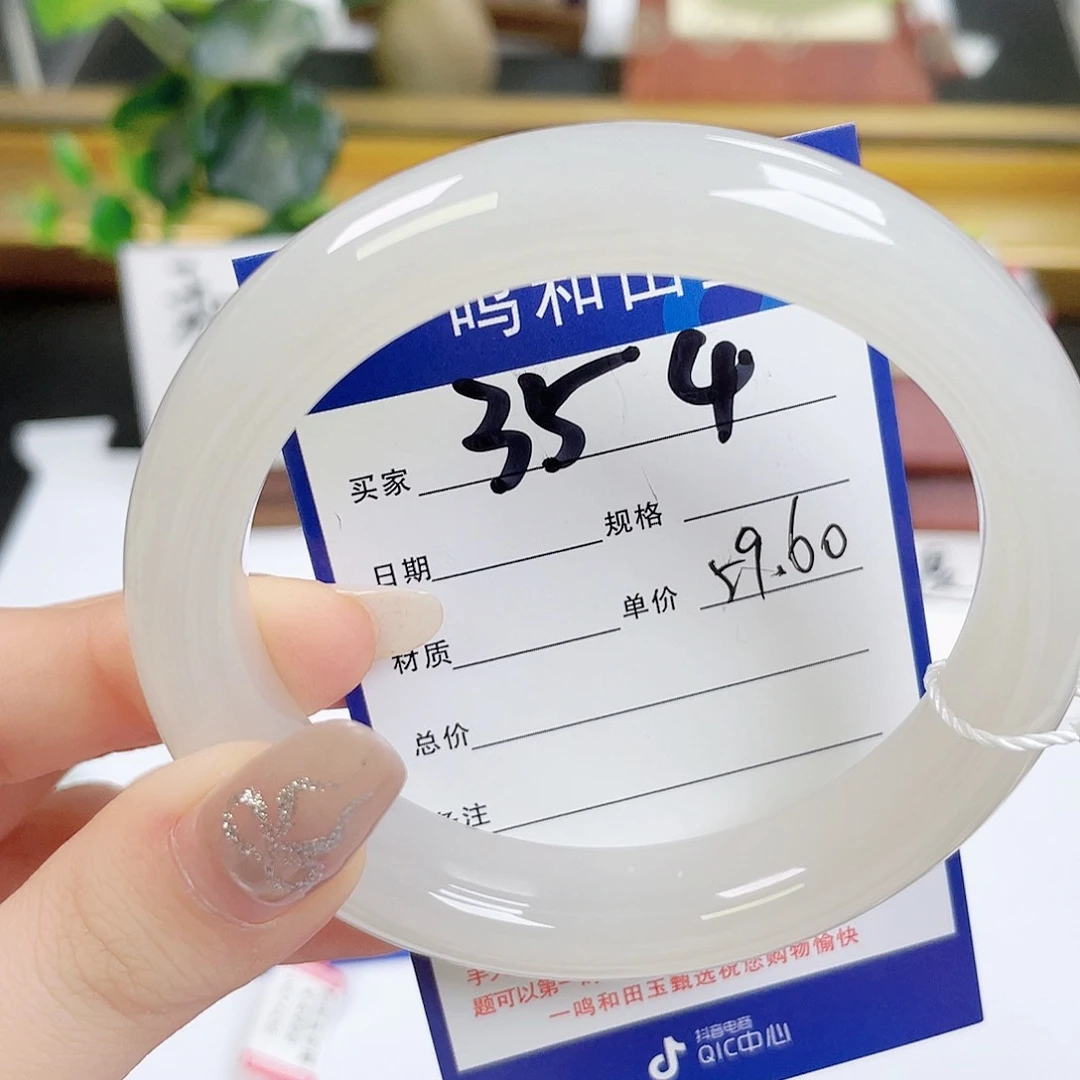 鸣和田
354
买家
规格
日期
59.60
单价
材质
总价
注
题可以第一
一鸣和田玉甄选祝您购物愉快
抖音电商
QIC中心